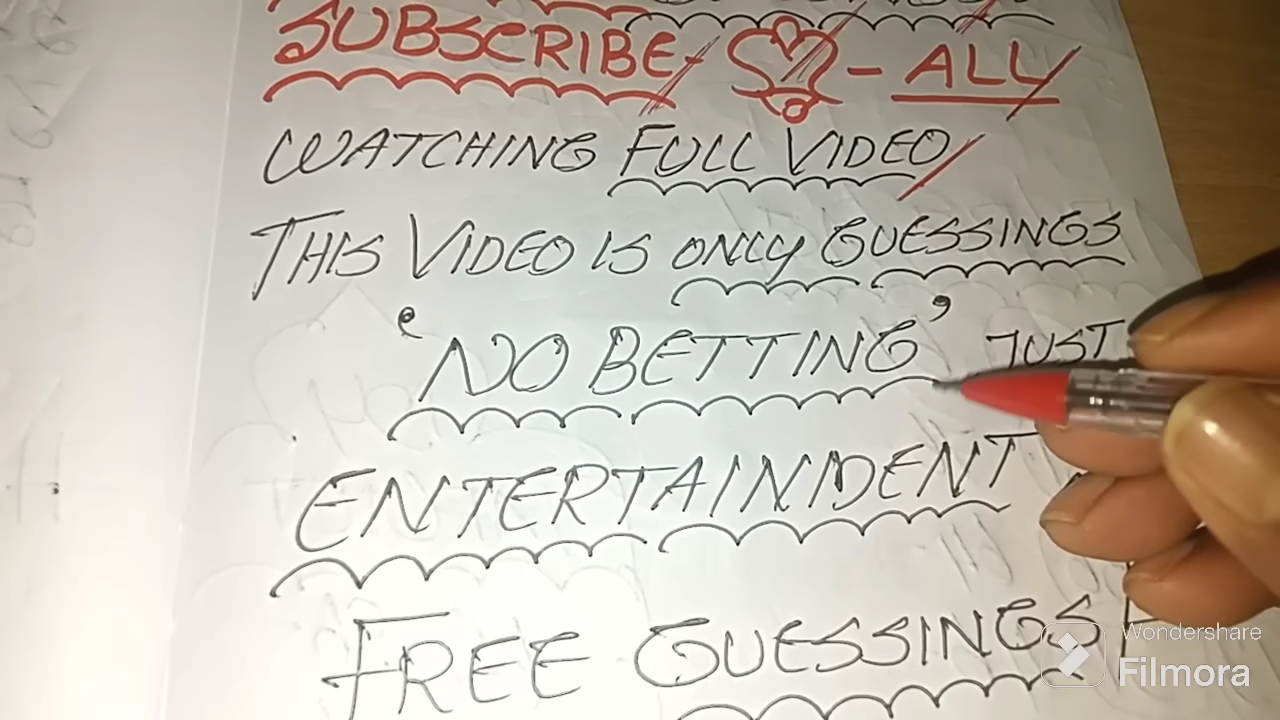 SUBSCRIBE - ALL
WATCHING FULL VIDEO
THIS VIDEO IS ONLY GUESSINGS
'NO BETTING' JUST
ENTERTAINIDENT
FREE GUESSINGS
Wondershare
Filmora